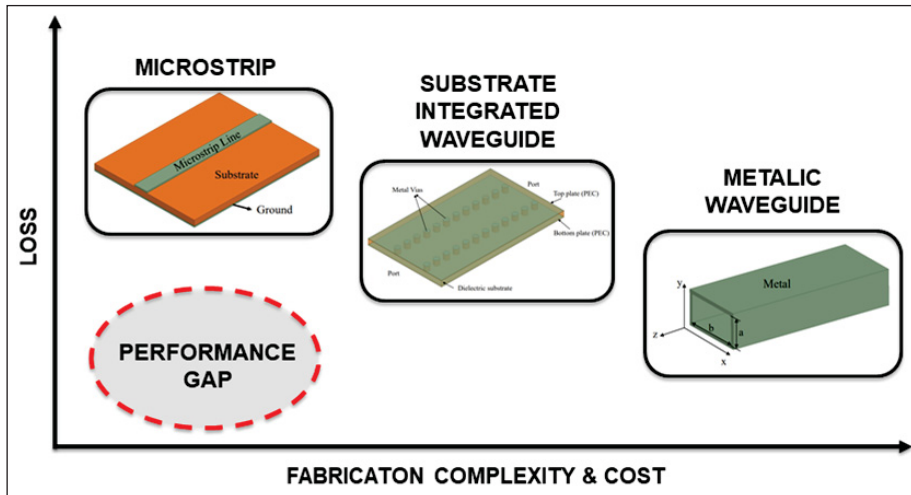 MICROSTRIP
Microstrip Line
Substrate
Ground
SUBSTRATE
INTEGRATED
WAVEGUIDE
Metal Vias
Port
Top plate (PEC)
Bottom plate (PEC)
Port
Dielectric substrate
METALIC
WAVEGUIDE
Metal
y
b
a
z
x
LOSS
PERFORMANCE
GAP
FABRICATON COMPLEXITY & COST